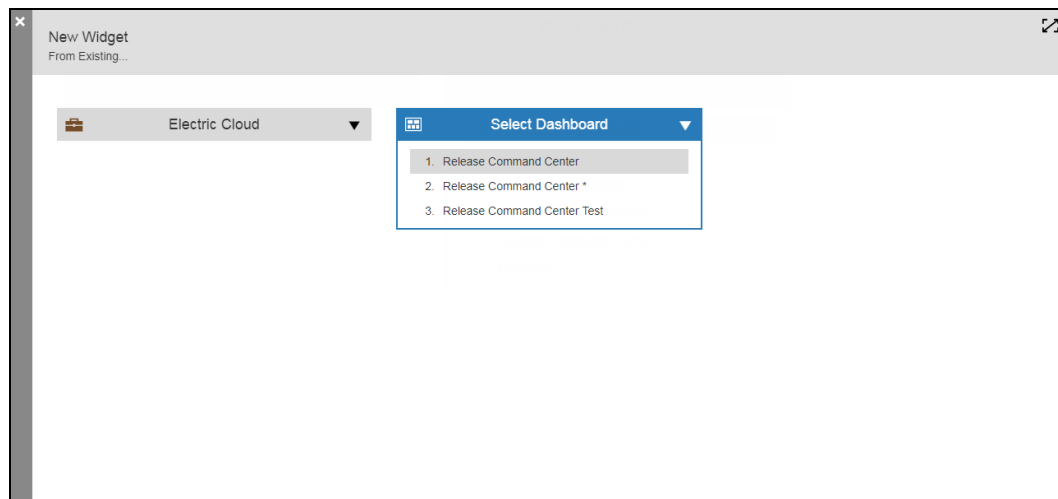 New Widget
From Existing...
Electric Cloud
Select Dashboard
1. Release Command Center
2. Release Command Center *
3. Release Command Center Test